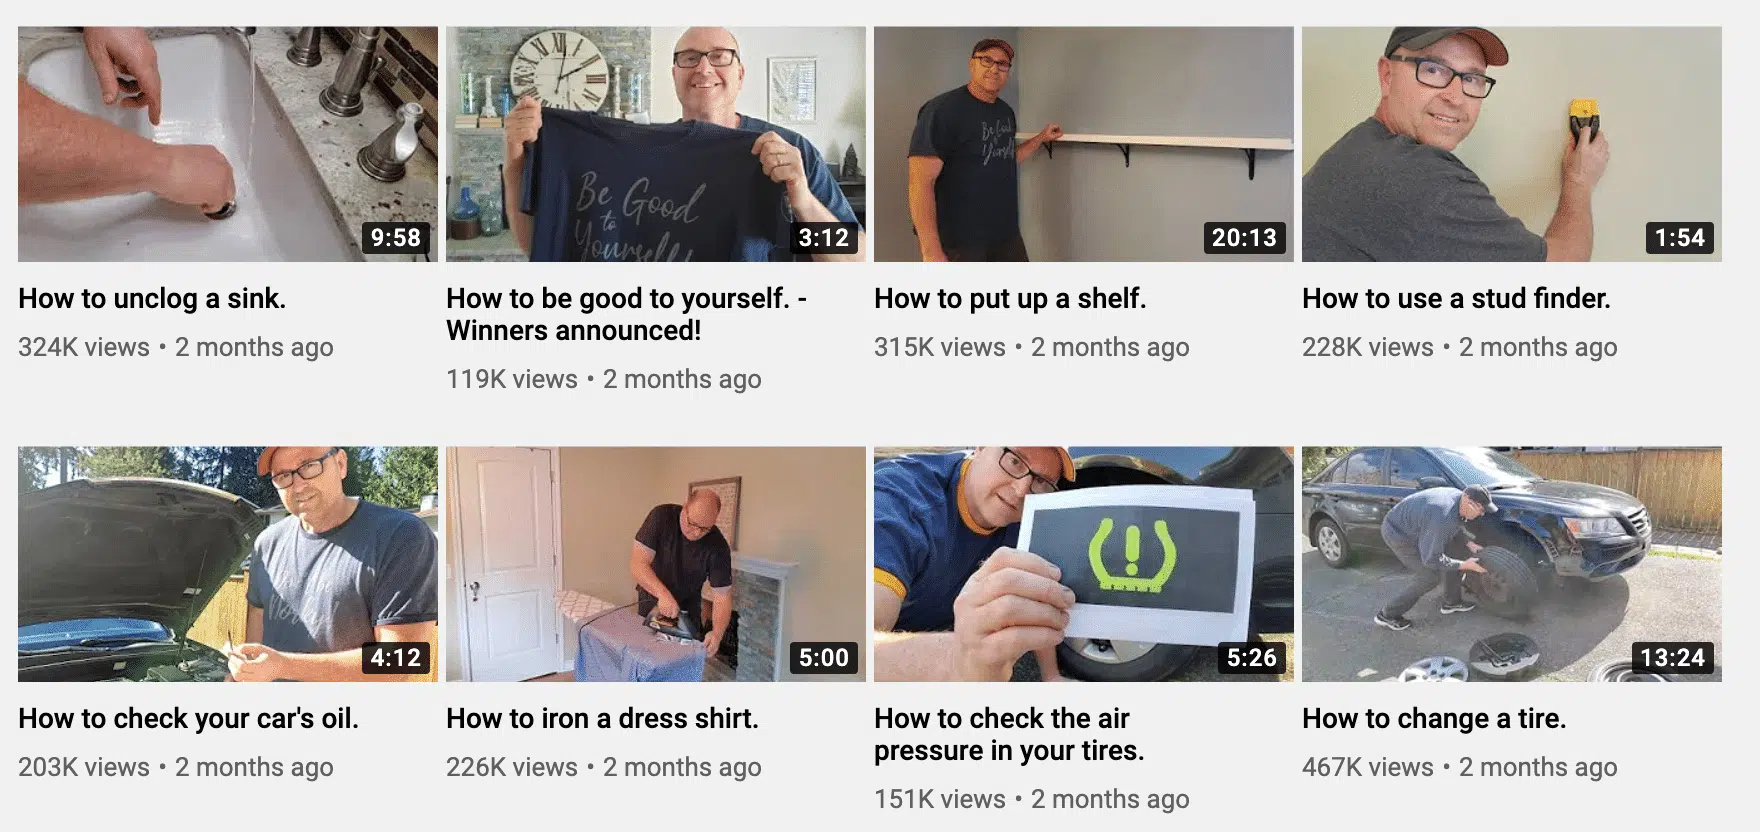 9:58
Be Good
to
Yourself
3:12
Be Good
Yourself
20:13
1:54
How to unclog a sink.
324K views • 2 months ago
How to be good to yourself. -
Winners announced!
119K views • 2 months ago
How to put up a shelf.
315K views • 2 months ago
How to use a stud finder.
228K views • 2 months ago
4:12
5:00
5:26
13:24
How to check your car's oil.
203K views • 2 months ago
How to iron a dress shirt.
226K views • 2 months ago
How to check the air
pressure in your tires.
151K views • 2 months ago
How to change a tire.
467K views • 2 months ago